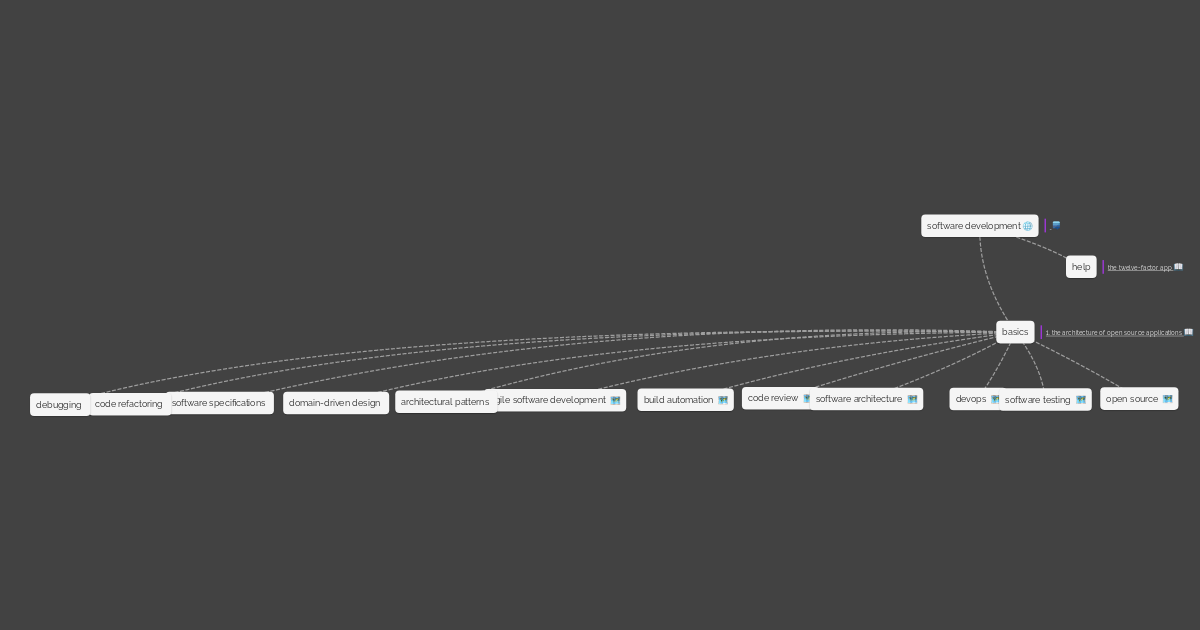 software development
help
the twelve-factor app
basics
1. the architecture of open source applications
debugging
code refactoring
software specifications
domain-driven design
architectural patterns
gile software development
build automation
code review
software architecture
devops
software testing
open source